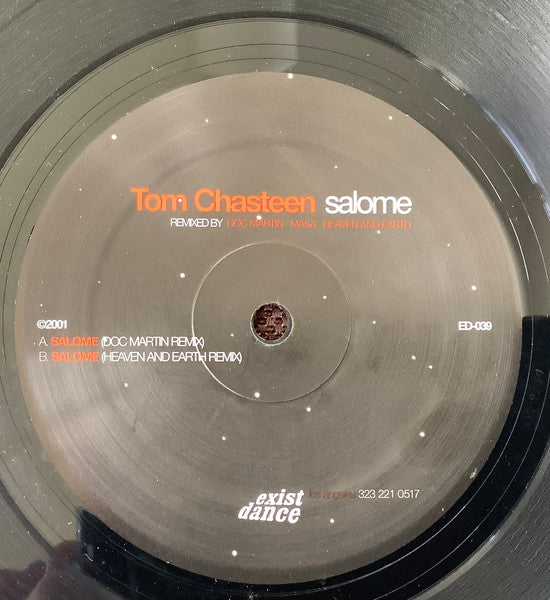 Tom Chasteen salome
REMIXED BY DOC MARTIN MASA HEAVEN AND EARTH
©2001
ED-039
A. SALOME (DOC MARTIN REMIX)
B. SALOME (HEAVEN AND EARTH REMIX)
exist
dance
los angeles 323 221 0517